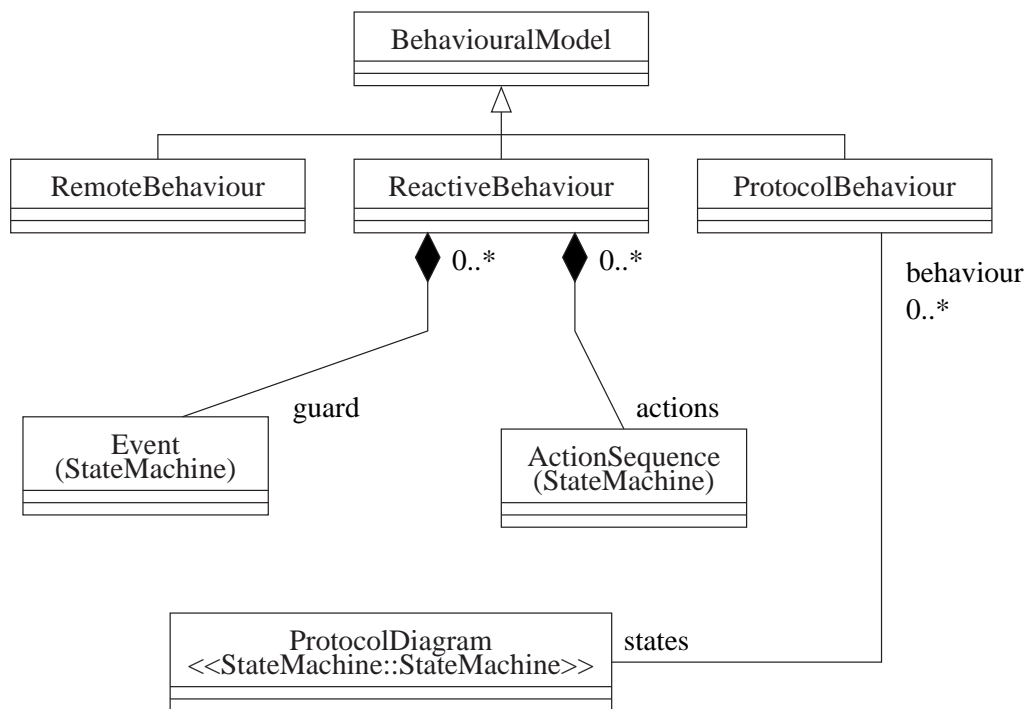 BehaviouralModel
RemoteBehaviour
ReactiveBehaviour
ProtocolBehaviour
0..*
0..*
behaviour
0..*
guard
actions
Event
(StateMachine)
ActionSequence
(StateMachine)
ProtocolDiagram
<<StateMachine::StateMachine>>
states